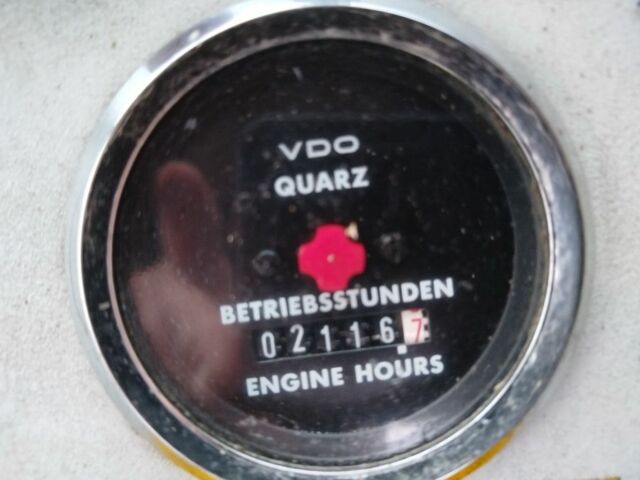 VDO
QUARZ
BETRIEBSSTUNDEN
021167
ENGINE HOURS